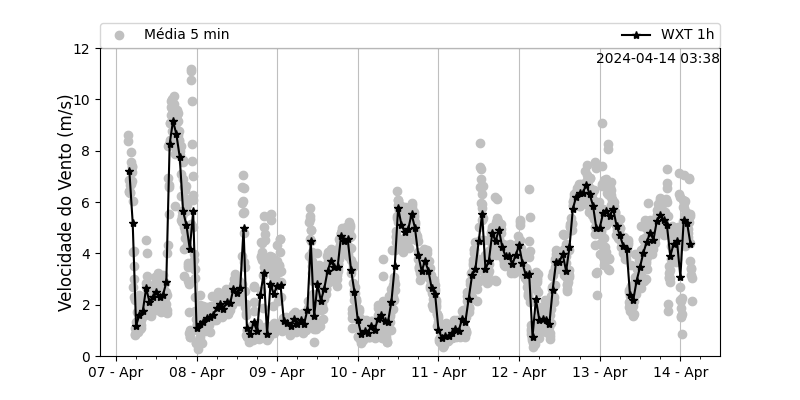 Média 5 min
WXT 1h
2024-04-14 03:38
Velocidade do Vento (m/s)
12
10
8
6
4
2
0
07 - Apr
08 - Apr
09 - Apr
10 - Apr
11 - Apr
12 - Apr
13 - Apr
14 - Apr